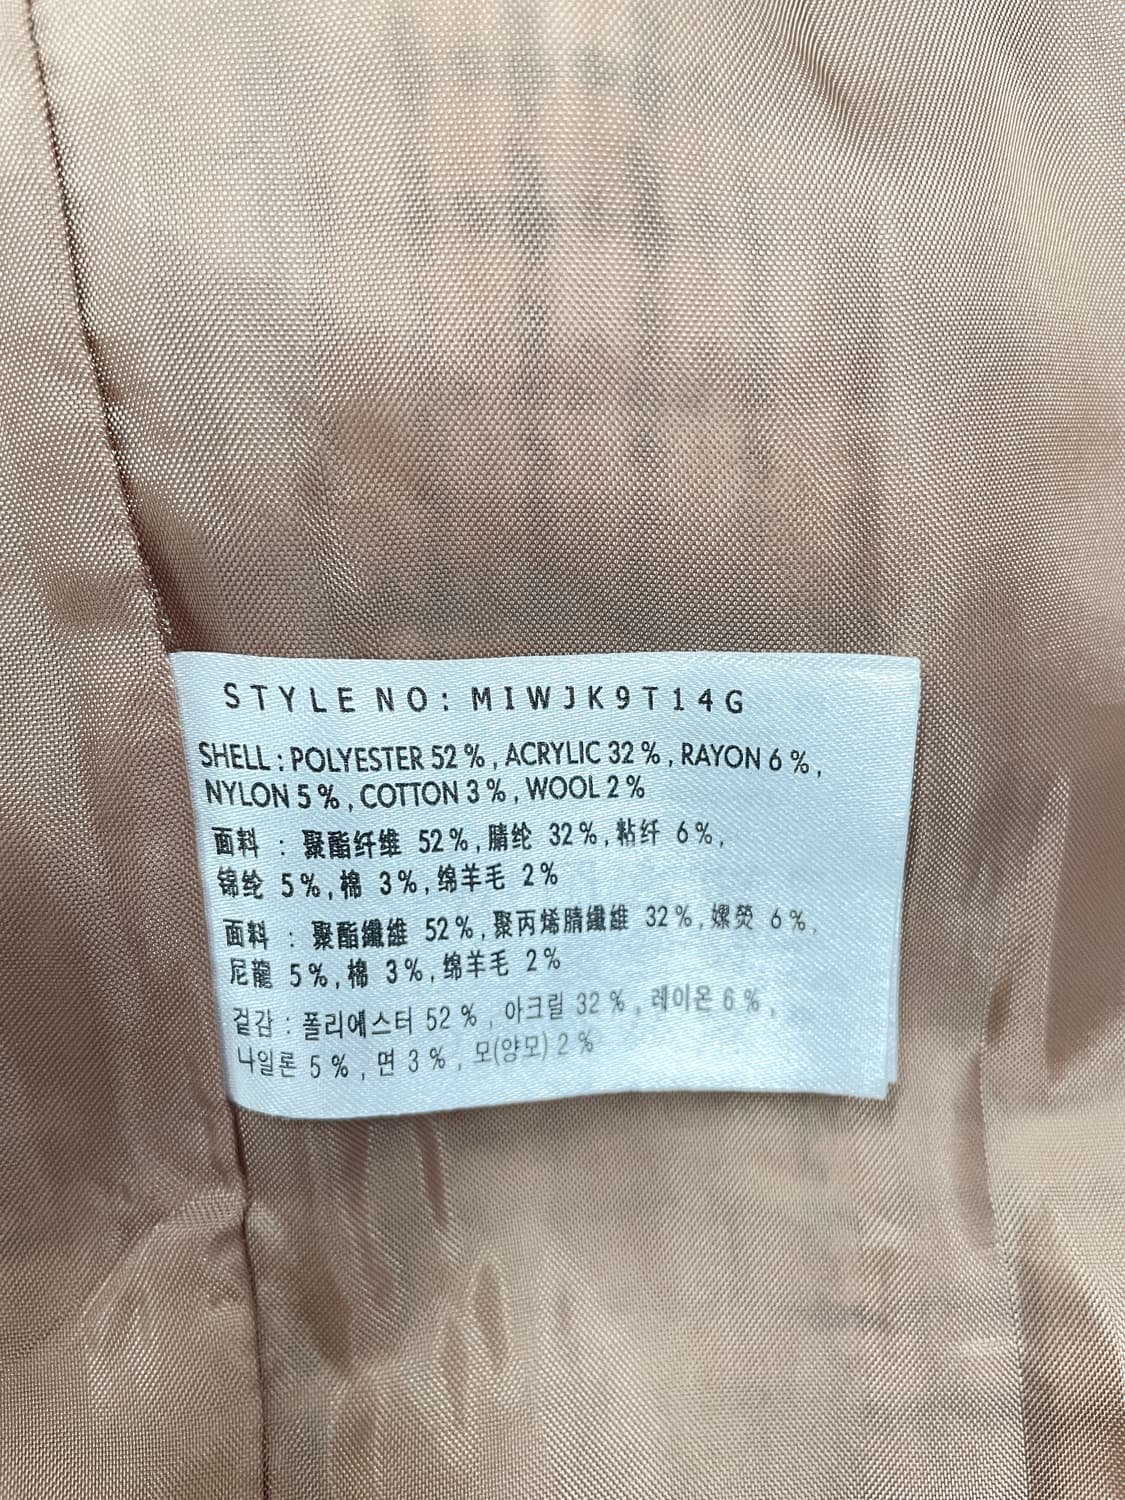 STYLE NO: MIWJK9T14G
SHELL : POLYESTER 52 % , ACRYLIC 32 % , RAYON 6 % ,
NYLON 5 % , COTTON 3 % , WOOL 2 %
面料 : 聚酯纤维 52 % , 腈纶 32 % , 粘纤 6 % ,
锦纶 5 % , 棉 3 % , 绵羊毛 2 %
面料 : 聚酯纖維 52 % , 聚丙烯腈纖維 32 % , 嫘熒 6 % ,
尼龍 5 % , 棉 3 % , 绵羊毛 2 %
겉감 : 폴리에스터 52 % , 아크릴 32 % , 레이온 6 % ,
나일론 5 % , 면 3 % , 모(양모) 2 %